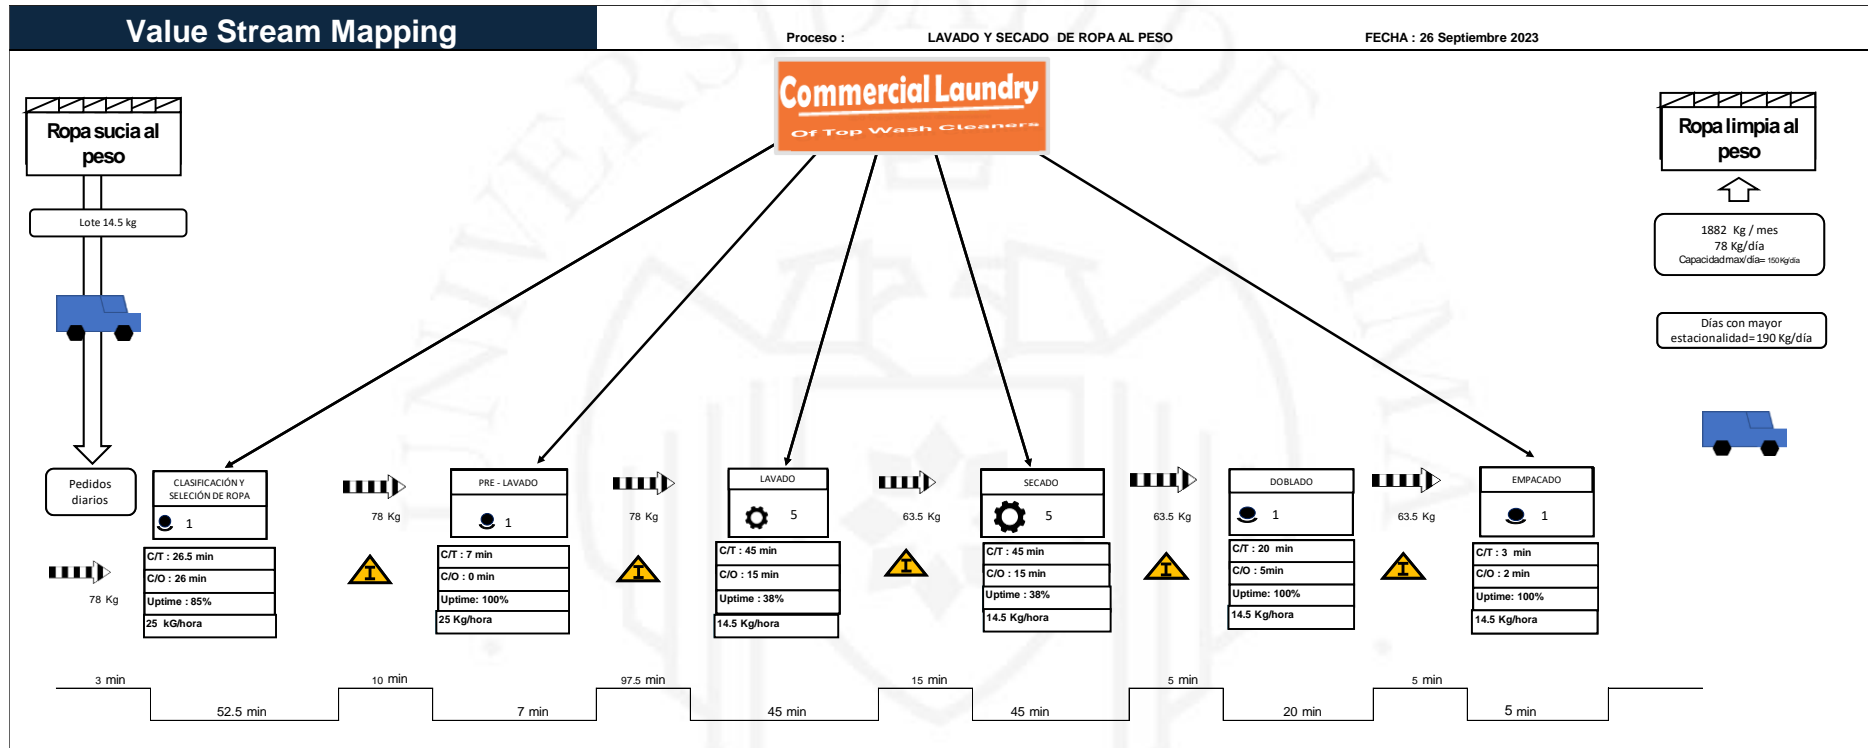 Value Stream Mapping
Proceso :
LAVADO Y SECADO DE ROPA AL PESO
FECHA : 26 Septiembre 2023
Commercial Laundry
Of Top Wash Cleaners
Ropa sucia al
peso
Lote 14.5 kg
Ropa limpia al
peso
1882 Kg / mes
78 Kg/día
Capacidadmax/día= 150Kg/dia
Días con mayor
estacionalidad=190 Kg/día
Pedidos
diarios
78 Kg
CLASIFICACIÓN Y
SELECIÓN DE ROPA
1
C/T : 26.5 min
C/O : 26 min
Uptime : 85%
25 kG/hora
78 Kg
PRE - LAVADO
1
C/T : 7 min
C/O : 0 min
Uptime: 100%
25 Kg/hora
78 Kg
I
I
LAVADO
5
C/T : 45 min
C/O : 15 min
Uptime : 38%
14.5 Kg/hora
63.5 Kg
I
SECADO
5
C/T : 45 min
C/O : 15 min
Uptime : 38%
14.5 Kg/hora
63.5 Kg
I
DOBLADO
1
C/T : 20 min
C/O : 5min
Uptime: 100%
14.5 Kg/hora
63.5 Kg
I
EMPACADO
1
C/T : 3 min
C/O : 2 min
Uptime: 100%
14.5 Kg/hora
3 min
52.5 min
10 min
7 min
97.5 min
45 min
15 min
45 min
5 min
20 min
5 min
5 min
UNIVERSIDAD DE LIMA